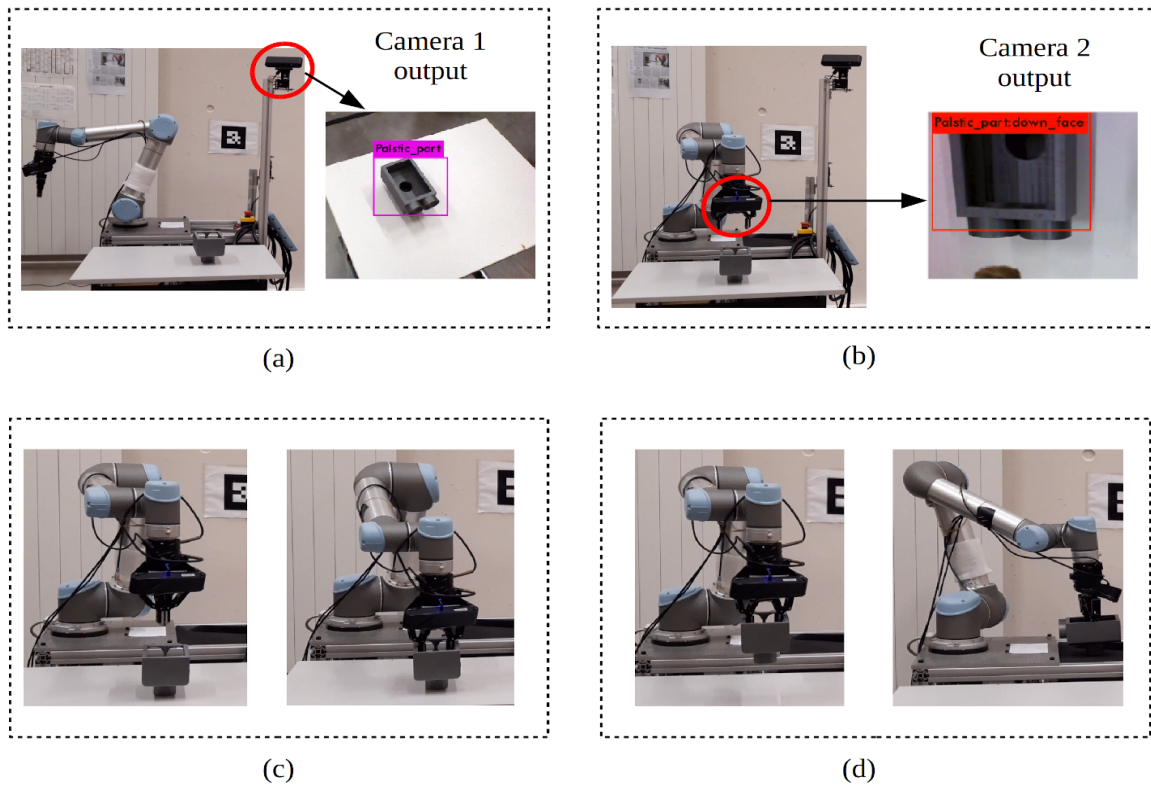 Camera 1
output
Palstic_part
(a)
Camera 2
output
Palstic_part:down_face
(b)
(c)
(d)